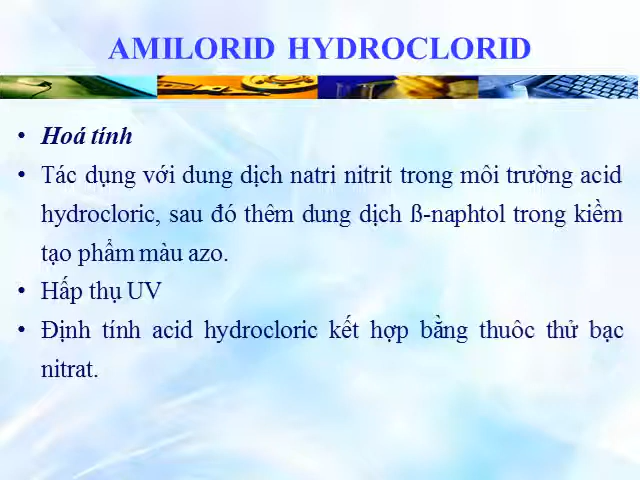 AMILORID HYDROCLORID
• Hoá tính
• Tác dụng với dung dịch natri nitrit trong môi trường acid
hydrocloric, sau đó thêm dung dịch ß-naphtol trong kiềm
tạo phẩm màu azo.
• Hấp thụ UV
• Định tính acid hydrocloric kết hợp bằng thuôc thử bạc
nitrat.